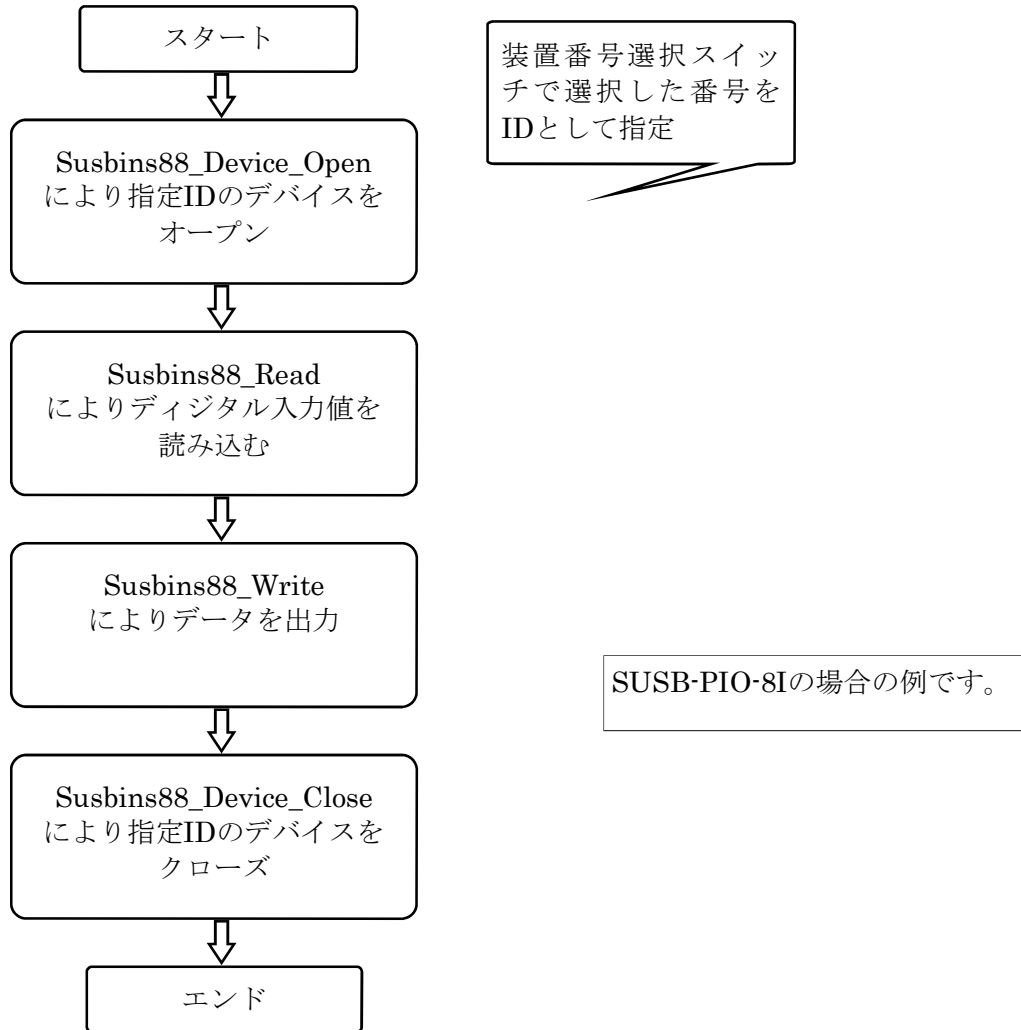 スタート
装置番号選択スイッ
チで選択した番号を
IDとして指定
Susbins88_Device_Open
により指定IDのデバイスを
オープン
Susbins88_Read
によりディジタル入力値を
読み込む
Susbins88_Write
によりデータを出力
SUSB-PIO-8Iの場合の例です。
Susbins88_Device_Close
により指定IDのデバイスを
クローズ
エンド